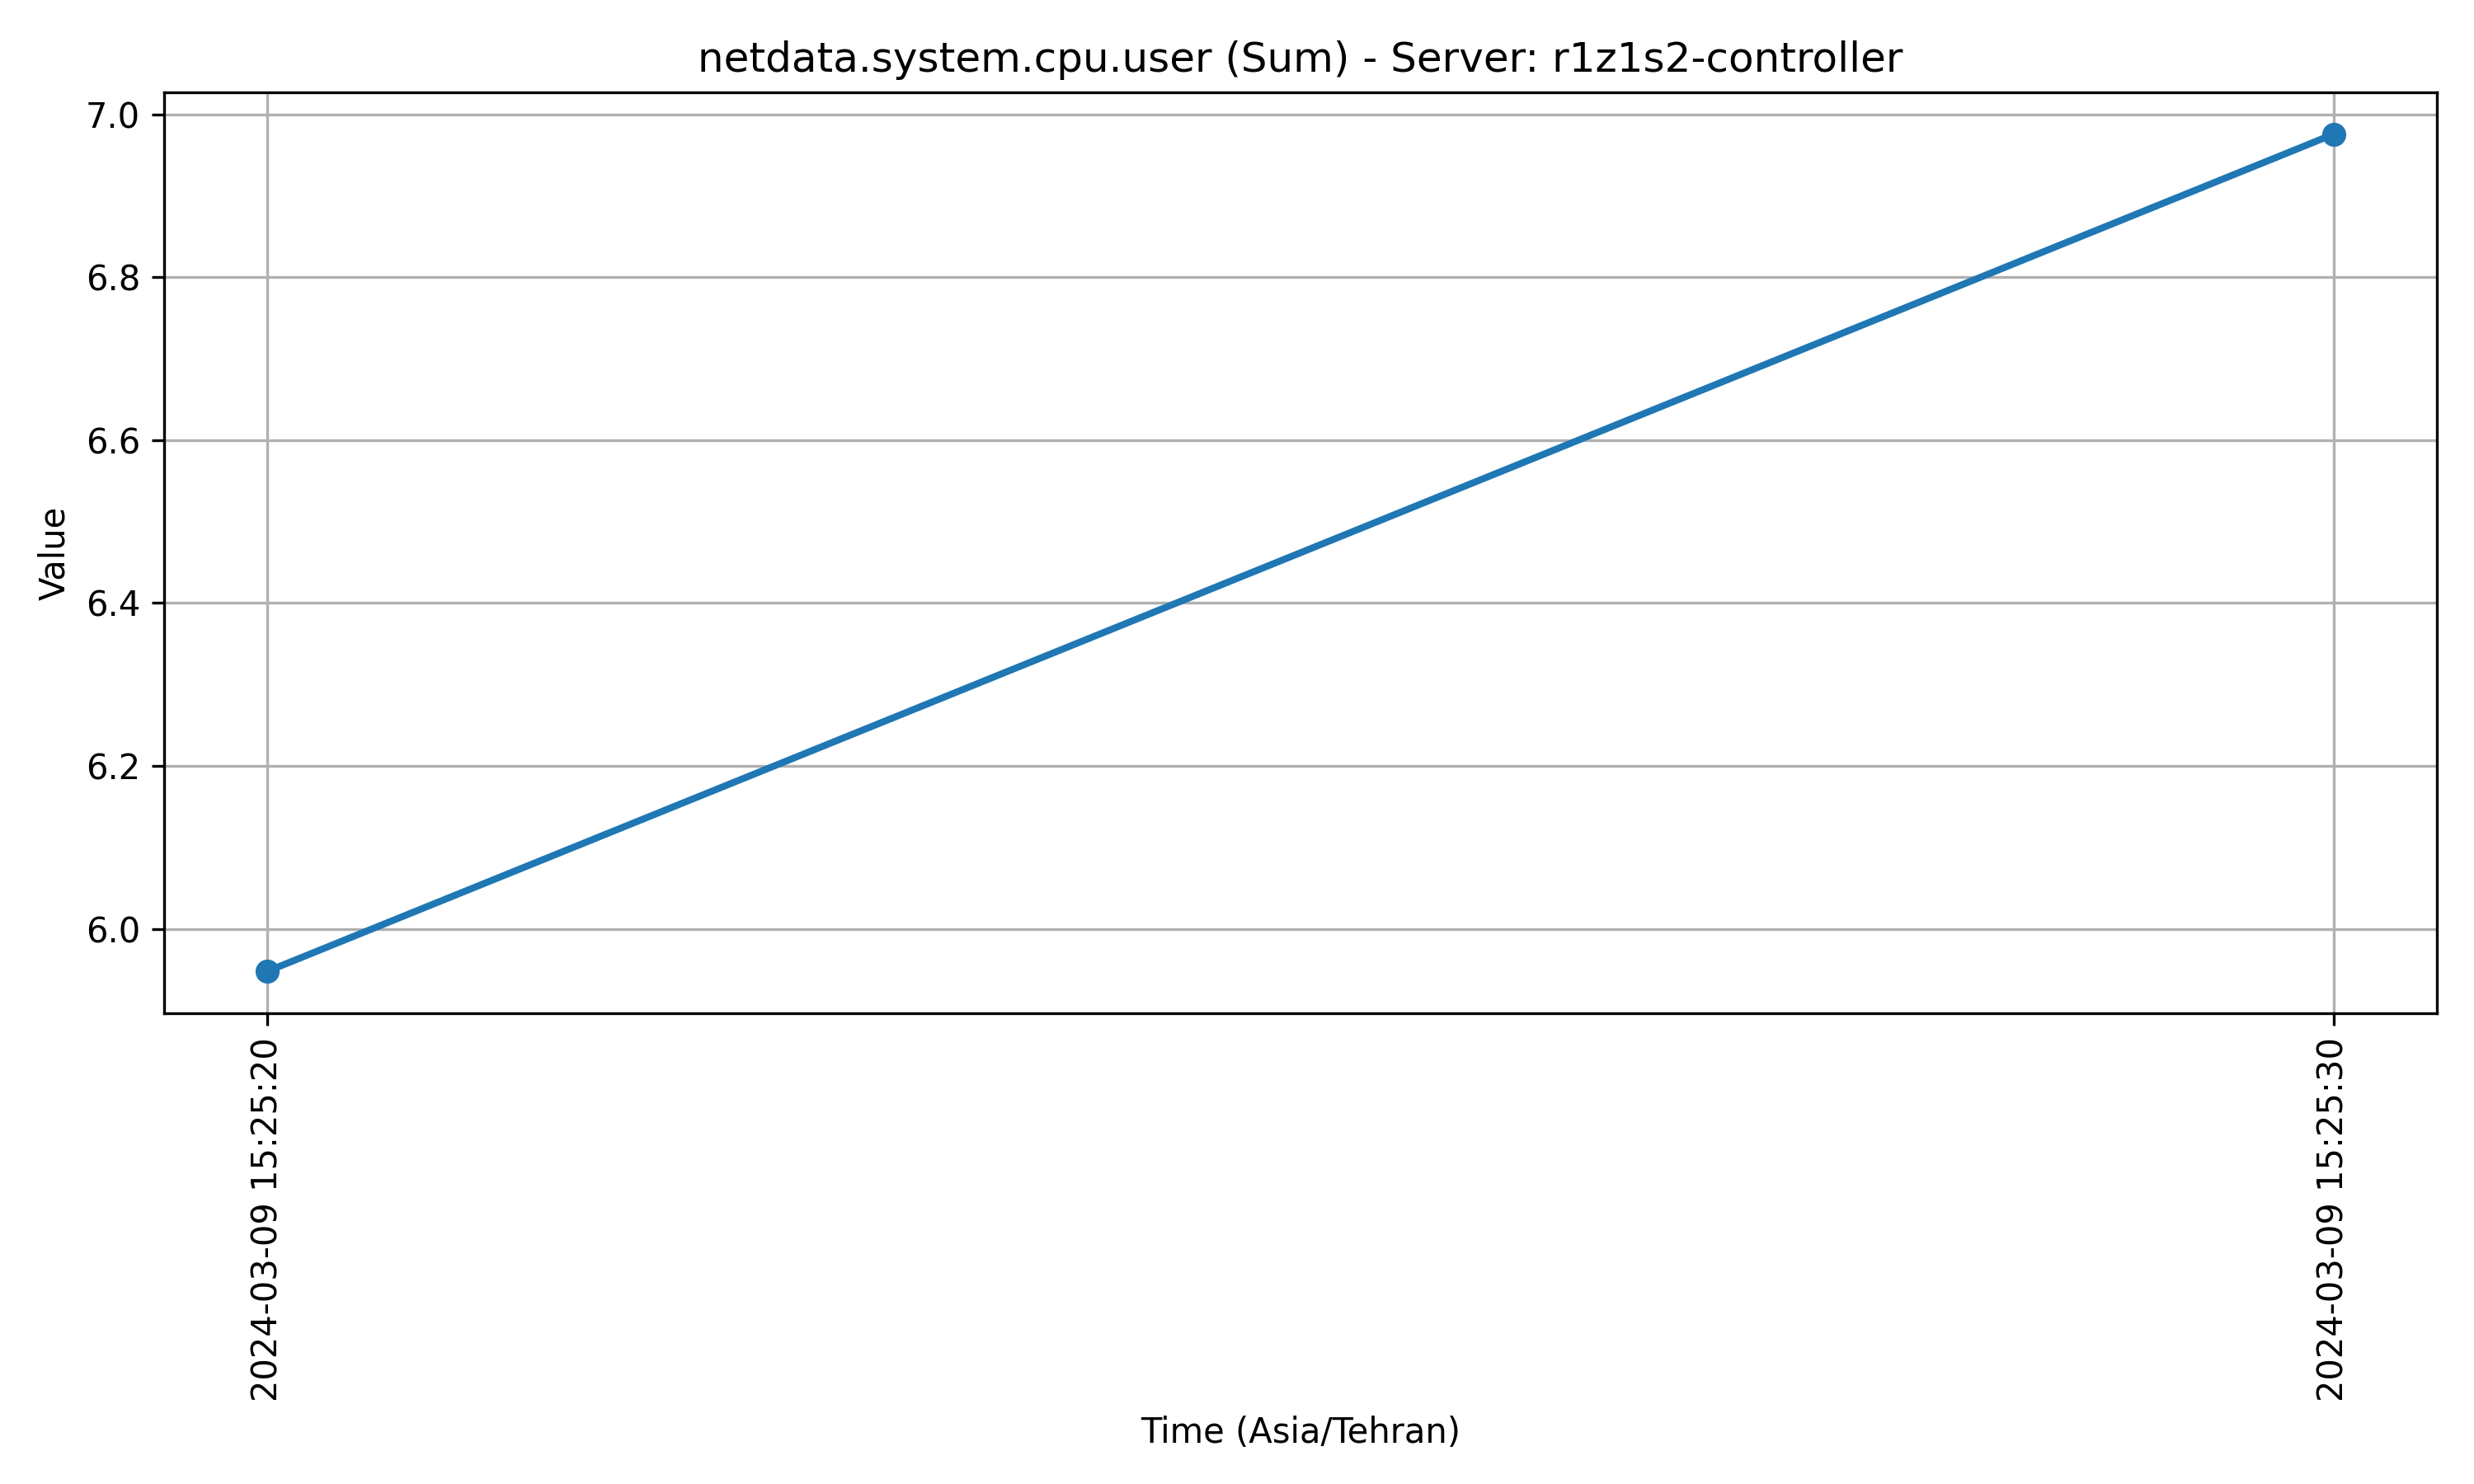 netdata.system.cpu.user (Sum) - Server: r1z1s2-controller
7.0
6.8
6.6
6.4
6.2
6.0
Value
2024-03-09 15:25:20
2024-03-09 15:25:30
Time (Asia/Tehran)